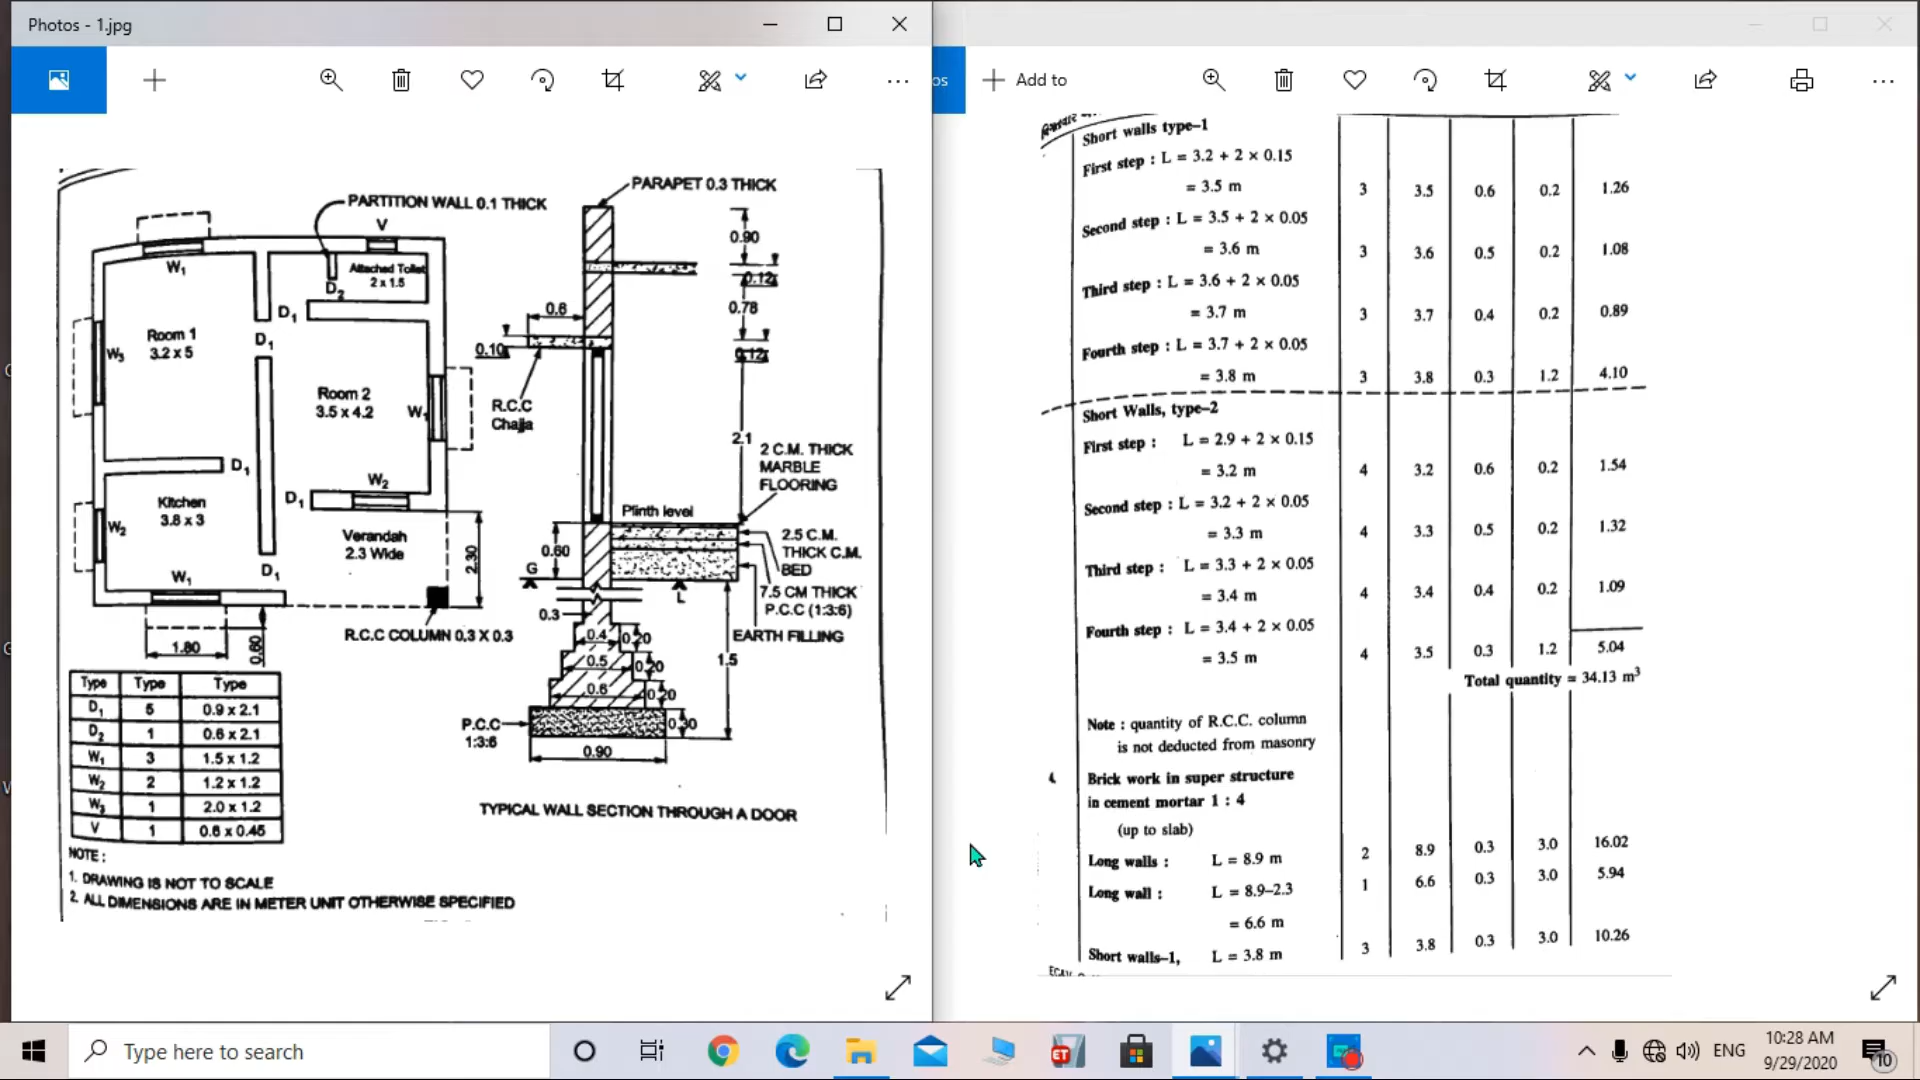 Photos - 1.jpg
os
Add to
PARTITION WALL 0.1 THICK
PARAPET 0.3 THICK
V
W₁
Attached Toilet
2 x 1.5
D₂
D₁
Room 1
3.2 x 5
D₁
W₃
Room 2
3.5 x 4.2
W₁
D₁
Kitchen
3.8 x 3
W₂
D₁
W₂
Verandah
2.3 Wide
2.30
W₁
D₁
R.C.C COLUMN 0.3 X 0.3
1.80
0.60
0.90
0.12
0.78
0.6
0.10
0.12
R.C.C
Chajja
2.1
2 C.M. THICK
MARBLE
FLOORING
Plinth level
2.5 C.M.
THICK C.M.
BED
0.60
G
L
7.5 CM THICK
P.C.C (1:3:6)
0.3
EARTH FILLING
0.4
0.20
0.5
0.20
1.5
0.6
0.20
P.C.C
1:3:6
0.30
0.90
Type Type Type
D₁ 5 0.9 x 2.1
D₂ 1 0.6 x 2.1
W₁ 3 1.5 x 1.2
W₂ 2 1.2 x 1.2
W₃ 1 2.0 x 1.2
V 1 0.6 x 0.45
TYPICAL WALL SECTION THROUGH A DOOR
NOTE :
1. DRAWING IS NOT TO SCALE
2. ALL DIMENSIONS ARE IN METER UNIT OTHERWISE SPECIFIED
Short walls type–1
First step : L = 3.2 + 2 × 0.15
= 3.5 m 3 3.5 0.6 0.2 1.26
Second step : L = 3.5 + 2 × 0.05
= 3.6 m 3 3.6 0.5 0.2 1.08
Third step : L = 3.6 + 2 × 0.05
= 3.7 m 3 3.7 0.4 0.2 0.89
Fourth step : L = 3.7 + 2 × 0.05
= 3.8 m 3 3.8 0.3 1.2 4.10
Short Walls, type–2
First step : L = 2.9 + 2 × 0.15
= 3.2 m 4 3.2 0.6 0.2 1.54
Second step : L = 3.2 + 2 × 0.05
= 3.3 m 4 3.3 0.5 0.2 1.32
Third step : L = 3.3 + 2 × 0.05
= 3.4 m 4 3.4 0.4 0.2 1.09
Fourth step : L = 3.4 + 2 × 0.05
= 3.5 m 4 3.5 0.3 1.2 5.04
Total quantity = 34.13 m³
Note : quantity of R.C.C. column
is not deducted from masonry
4. Brick work in super structure
in cement mortar 1 : 4
(up to slab)
Long walls : L = 8.9 m 2 8.9 0.3 3.0 16.02
Long wall : L = 8.9–2.3 1 6.6 0.3 3.0 5.94
= 6.6 m
Short walls–1, L = 3.8 m 3 3.8 0.3 3.0 10.26
Type here to search
ET
ENG
10:28 AM
9/29/2020
10